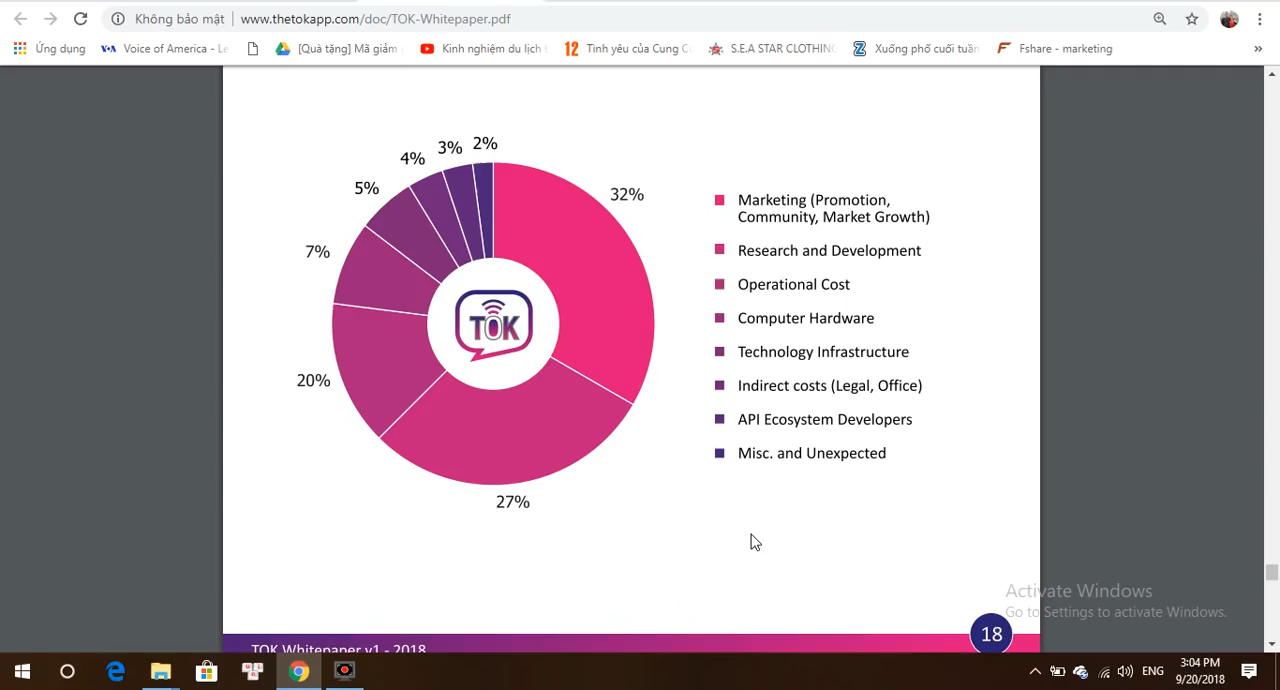 Không bảo mật
www.thetokapp.com/doc/TOK-Whitepaper.pdf
Ứng dụng
Voice of America - Le
[Quà tặng] Mã giảm
Kinh nghiệm du lịch
12
Tình yêu của Cung
S.E.A STAR CLOTHING
Xuống phố cuối tuần
Fshare - marketing
»
2%
3%
4%
5%
7%
20%
27%
32%
TOK
Marketing (Promotion,
Community, Market Growth)
Research and Development
Operational Cost
Computer Hardware
Technology Infrastructure
Indirect costs (Legal, Office)
API Ecosystem Developers
Misc. and Unexpected
Activate Windows
Go to Settings to activate Windows.
18
TOK Whitepaper v1 - 2018
ENG
3:04 PM
9/20/2018